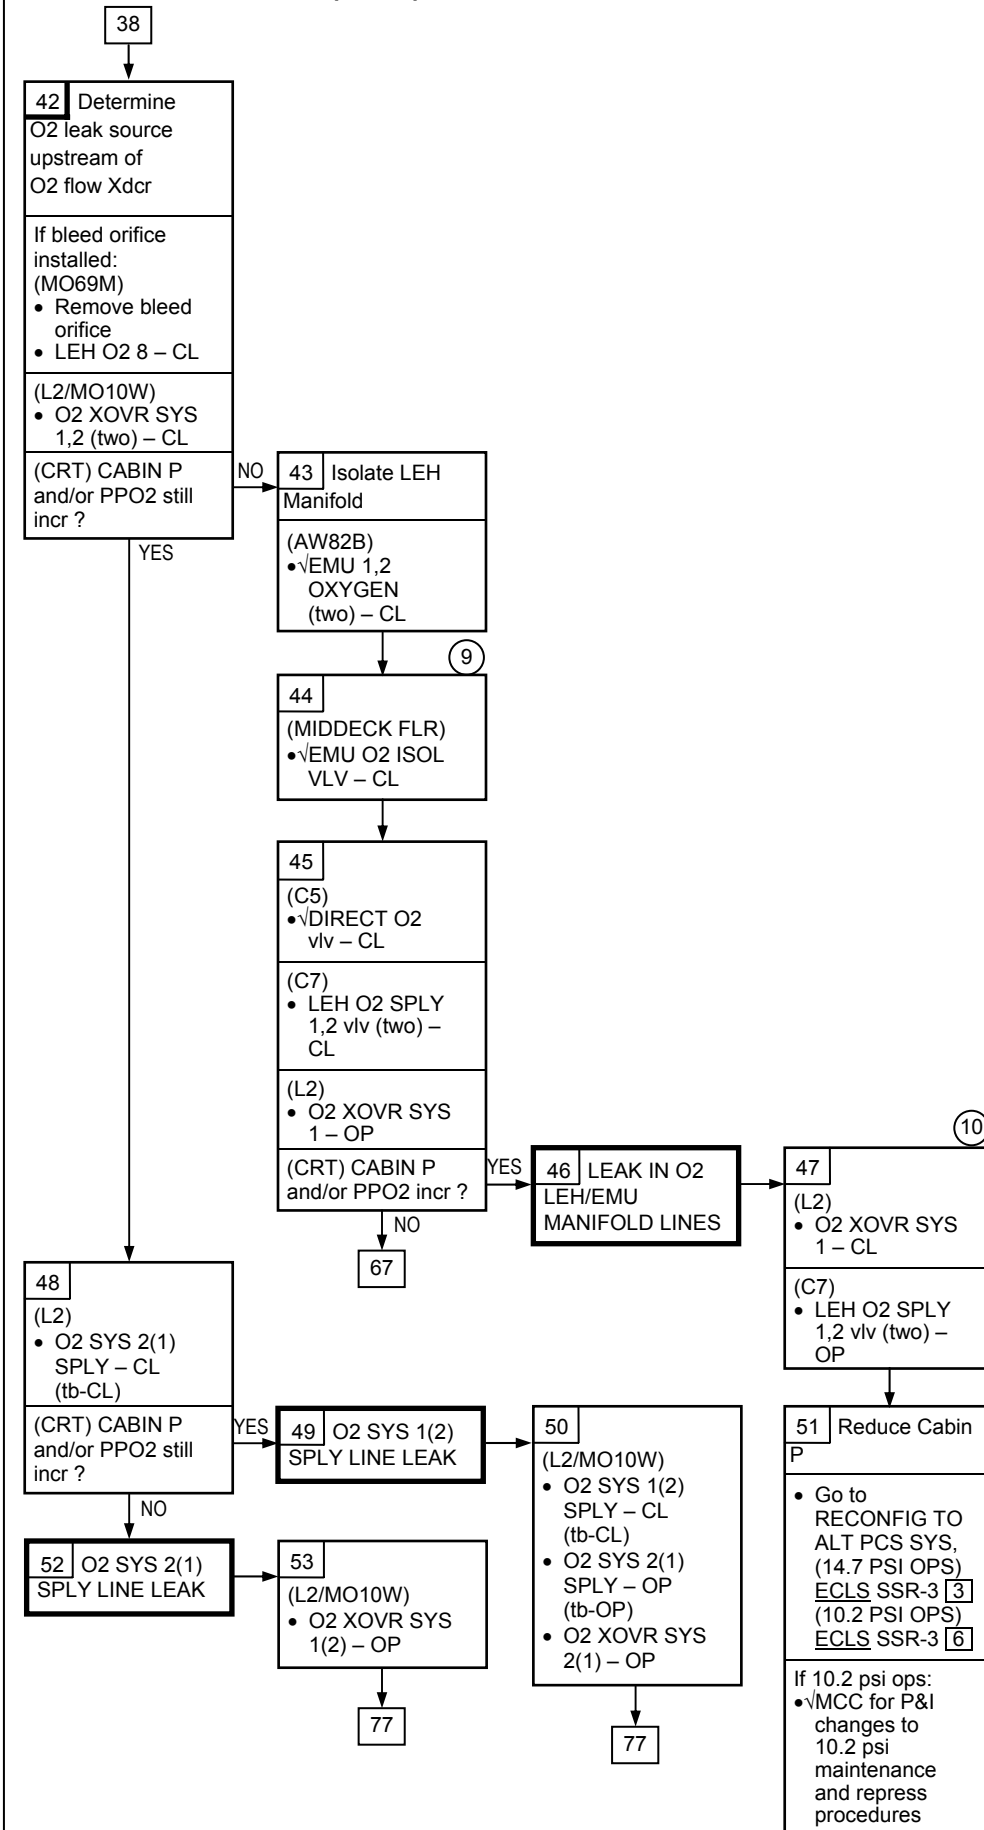 38
42 Determine
O2 leak source
upstream of
O2 flow Xdcr
If bleed orifice
installed:
(MO69M)
• Remove bleed
orifice
• LEH O2 8 – CL
(L2/MO10W)
• O2 XOVR SYS
1,2 (two) – CL
(CRT) CABIN P
and/or PPO2 still
incr ?
NO
YES
43 Isolate LEH
Manifold
(AW82B)
•√EMU 1,2
OXYGEN
(two) – CL
9
44
(MIDDECK FLR)
•√EMU O2 ISOL
VLV – CL
45
(C5)
•√DIRECT O2
vlv – CL
(C7)
• LEH O2 SPLY
1,2 vlv (two) –
CL
(L2)
• O2 XOVR SYS
1 – OP
(CRT) CABIN P
and/or PPO2 incr ?
YES
NO
67
46 LEAK IN O2
LEH/EMU
MANIFOLD LINES
10
47
(L2)
• O2 XOVR SYS
1 – CL
(C7)
• LEH O2 SPLY
1,2 vlv (two) –
OP
48
(L2)
• O2 SYS 2(1)
SPLY – CL
(tb-CL)
(CRT) CABIN P
and/or PPO2 still
incr ?
YES
NO
49 O2 SYS 1(2)
SPLY LINE LEAK
50
(L2/MO10W)
• O2 SYS 1(2)
SPLY – CL
(tb-CL)
• O2 SYS 2(1)
SPLY – OP
(tb-OP)
• O2 XOVR SYS
2(1) – OP
77
51 Reduce Cabin
P
• Go to
RECONFIG TO
ALT PCS SYS,
(14.7 PSI OPS)
ECLS SSR-3 3
(10.2 PSI OPS)
ECLS SSR-3 6
If 10.2 psi ops:
•√MCC for P&I
changes to
10.2 psi
maintenance
and repress
procedures
52 O2 SYS 2(1)
SPLY LINE LEAK
53
(L2/MO10W)
• O2 XOVR SYS
1(2) – OP
77